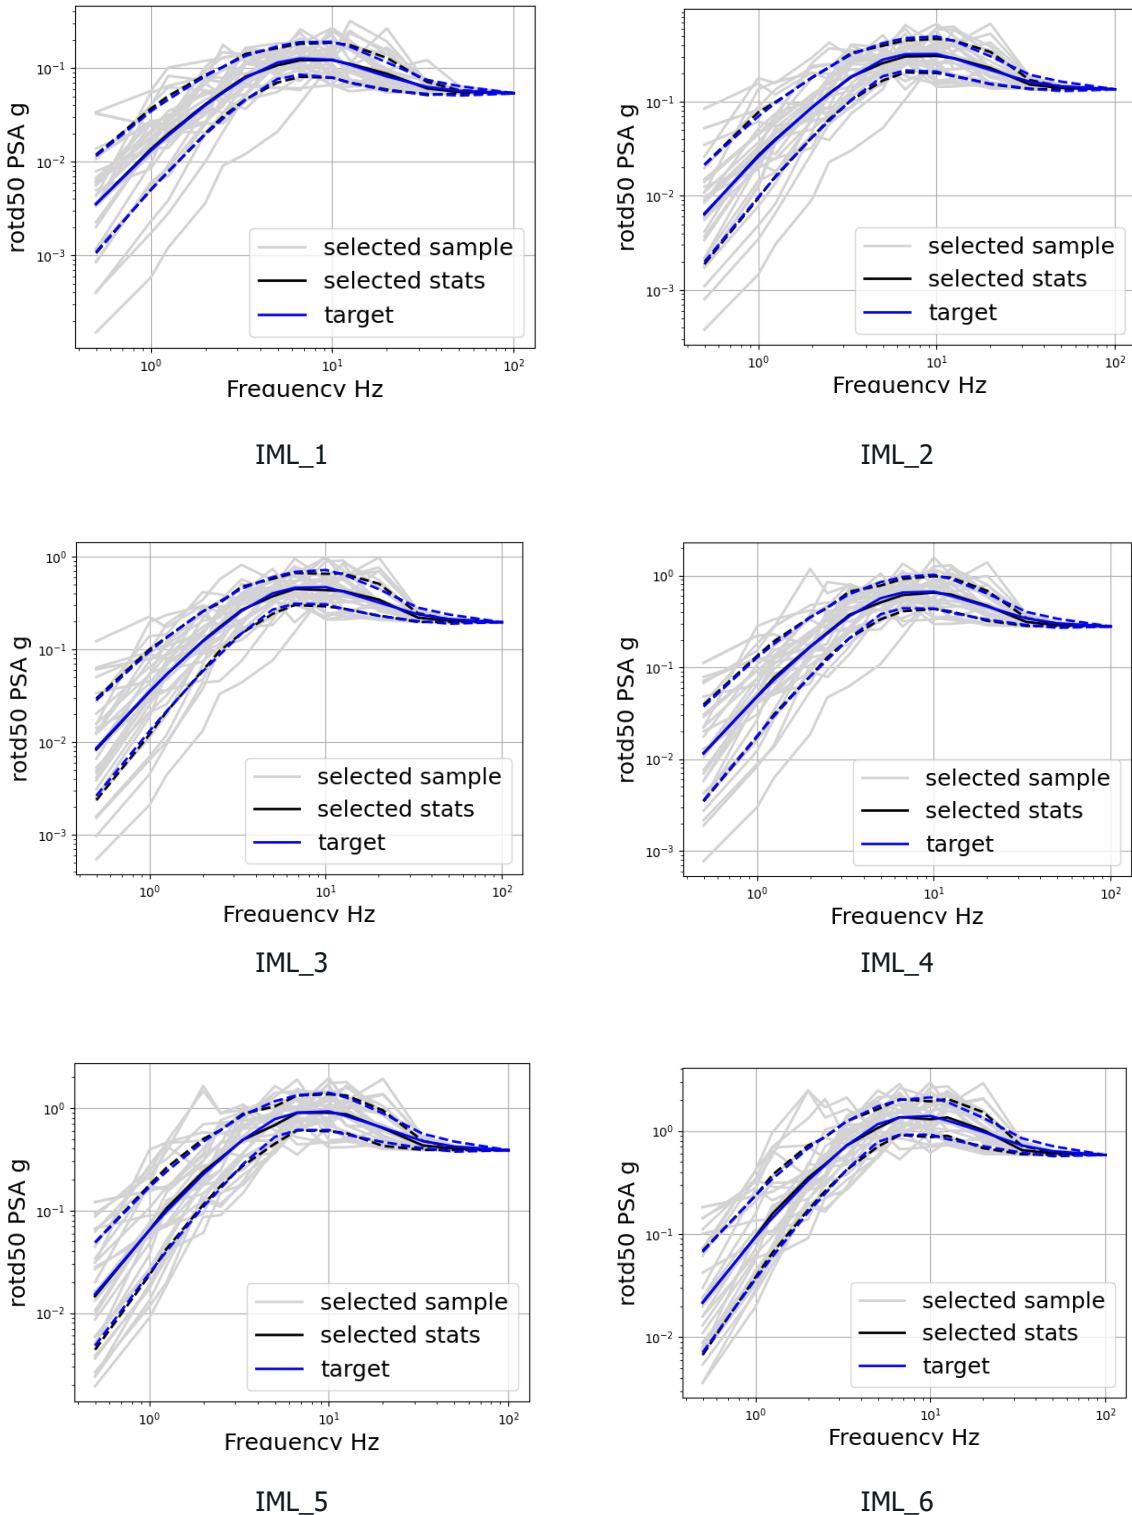 rotd50 PSA g
10⁻¹
10⁻²
10⁻³
selected sample
selected stats
target
10⁰ 10¹ 10²
Frequency Hz
IML_1
rotd50 PSA g
10⁻¹
10⁻²
10⁻³
selected sample
selected stats
target
10⁰ 10¹ 10²
Frequency Hz
IML_2
rotd50 PSA g
10⁰
10⁻¹
10⁻²
10⁻³
selected sample
selected stats
target
10⁰ 10¹ 10²
Frequency Hz
IML_3
rotd50 PSA g
10⁰
10⁻¹
10⁻²
10⁻³
selected sample
selected stats
target
10⁰ 10¹ 10²
Frequency Hz
IML_4
rotd50 PSA g
10⁰
10⁻¹
10⁻²
selected sample
selected stats
target
10⁰ 10¹ 10²
Frequency Hz
IML_5
rotd50 PSA g
10⁰
10⁻¹
10⁻²
selected sample
selected stats
target
10⁰ 10¹ 10²
Frequency Hz
IML_6